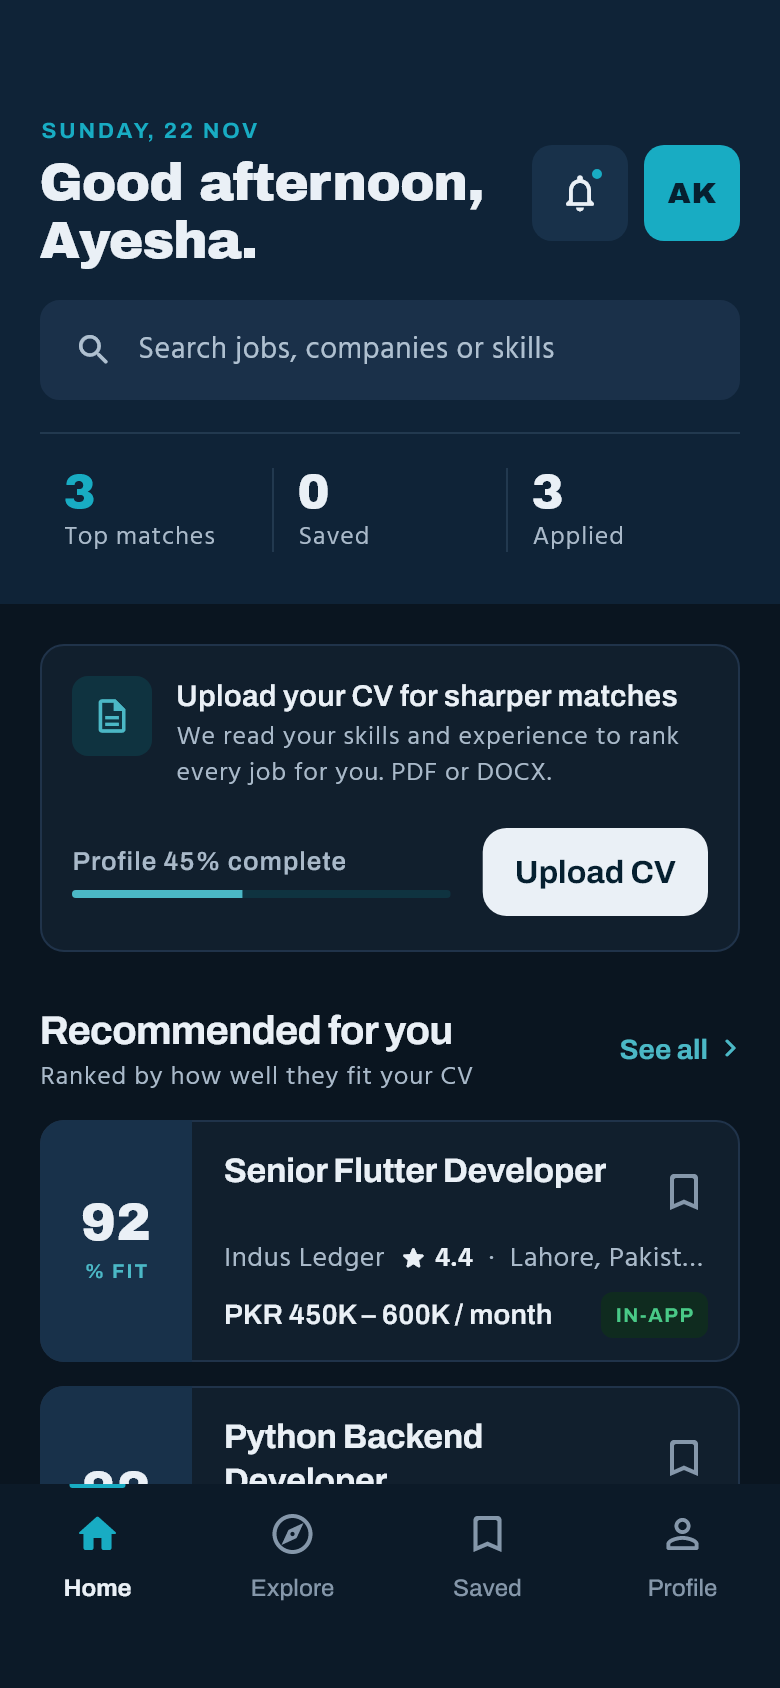 SUNDAY, 22 NOV
Good afternoon,
Ayesha.
AK
Search jobs, companies or skills
3
Top matches
0
Saved
3
Applied
Upload your CV for sharper matches
We read your skills and experience to rank
every job for you. PDF or DOCX.
Profile 45% complete
Upload CV
Recommended for you
See all
Ranked by how well they fit your CV
92
% FIT
Senior Flutter Developer
Indus Ledger ★ 4.4 · Lahore, Pakist...
PKR 450K – 600K / month
IN-APP
Python Backend
Developer
Home
Explore
Saved
Profile